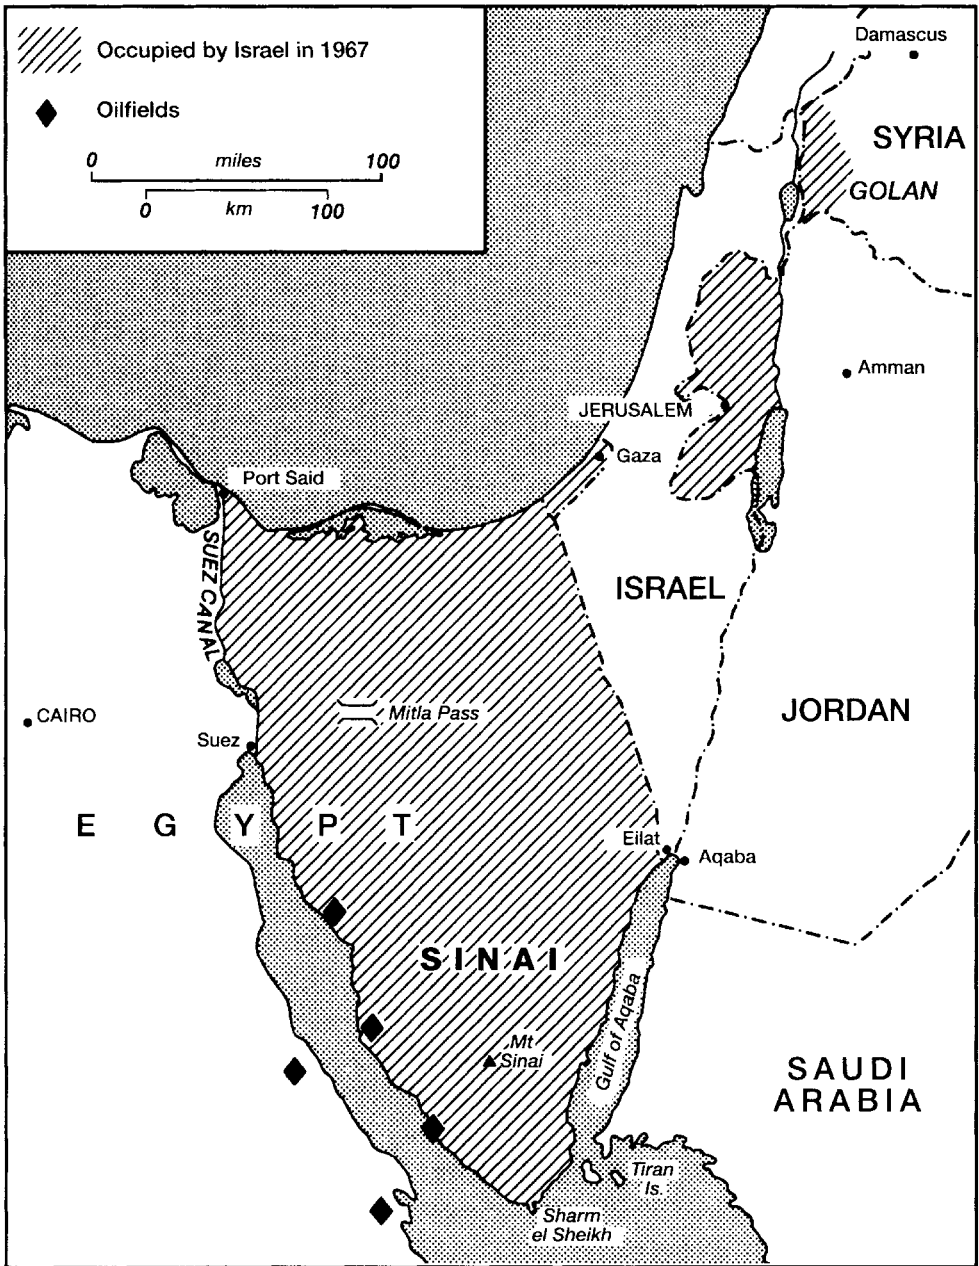 Occupied by Israel in 1967
Oilfields
0 miles 100
0 km 100
Damascus
SYRIA
GOLAN
Amman
JERUSALEM
Gaza
Port Said
SUEZ CANAL
ISRAEL
CAIRO
Mitla Pass
JORDAN
Suez
EGYPT
Eilat
Aqaba
SINAI
Gulf of Aqaba
Mt
Sinai
SAUDI
ARABIA
Tiran
Is.
Sharm
el Sheikh